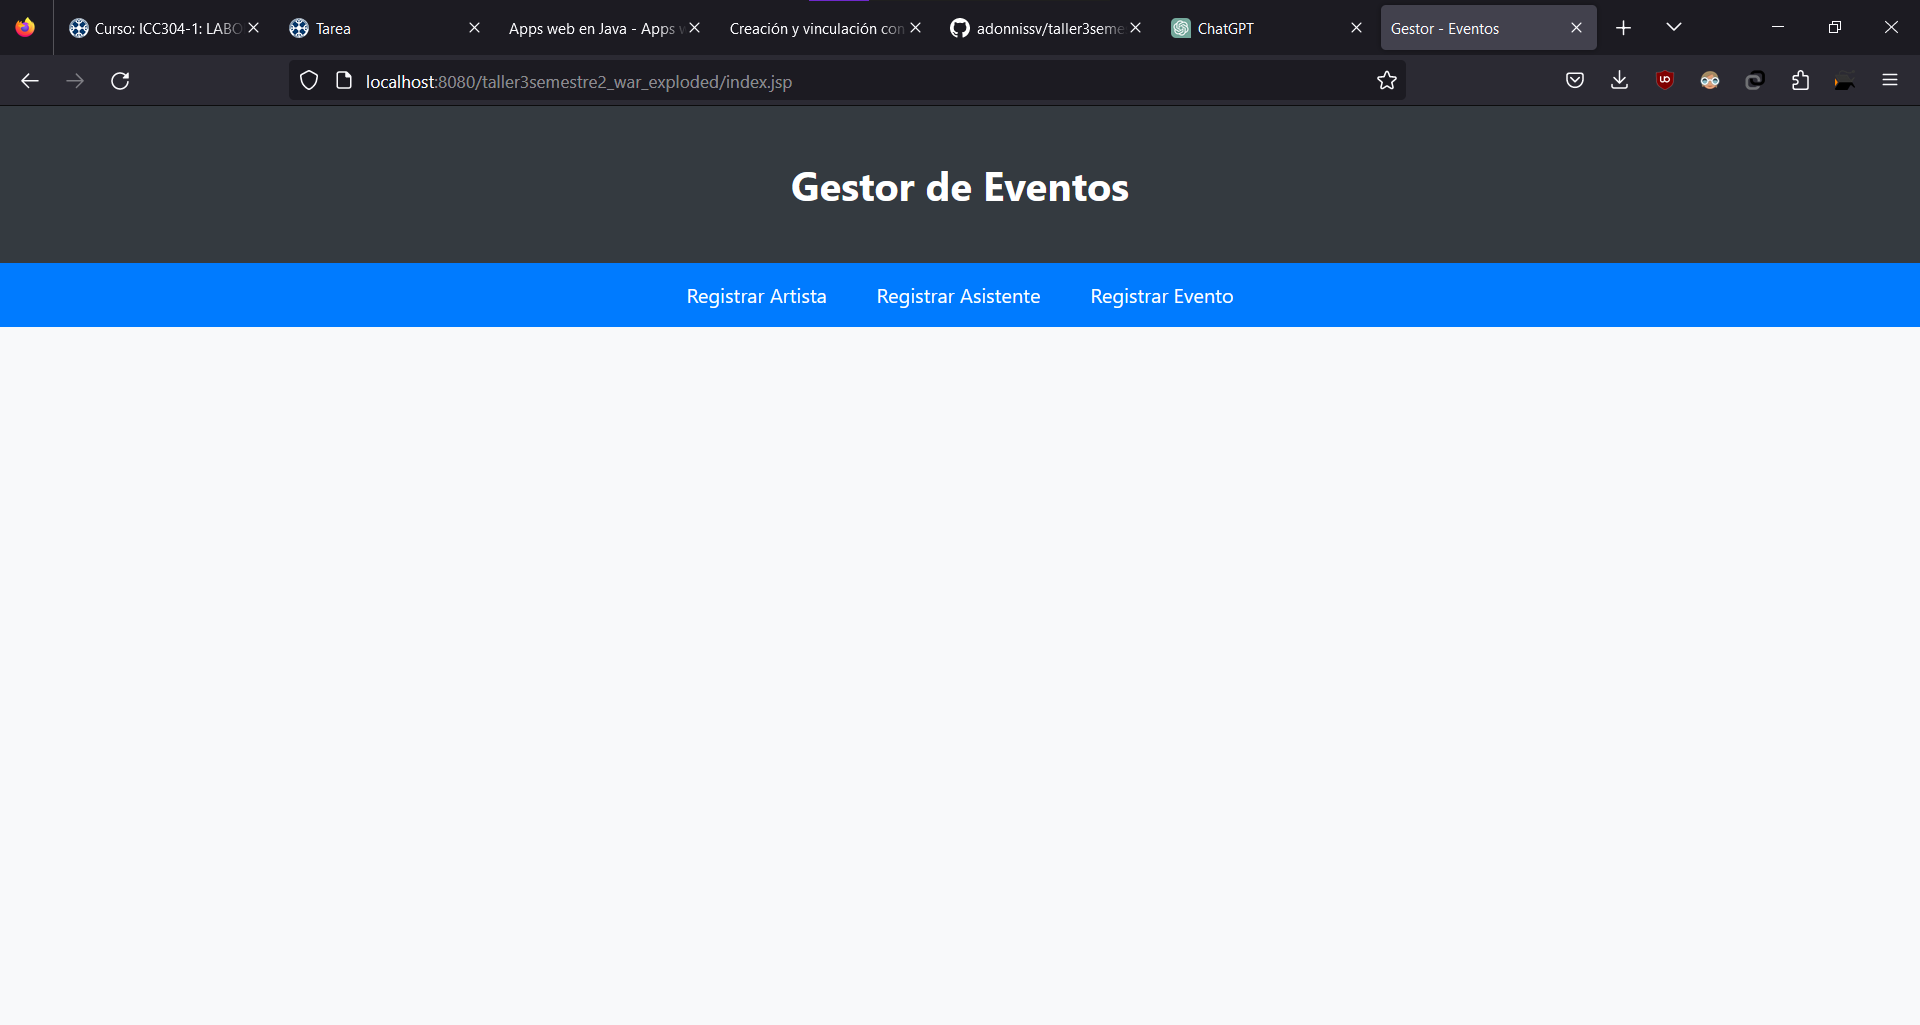 Curso: ICC304-1: LABO
Tarea
Apps web en Java - Apps w
Creación y vinculación con
adonnissv/taller3seme
ChatGPT
Gestor - Eventos
localhost:8080/taller3semestre2_war_exploded/index.jsp
Gestor de Eventos
Registrar Artista
Registrar Asistente
Registrar Evento